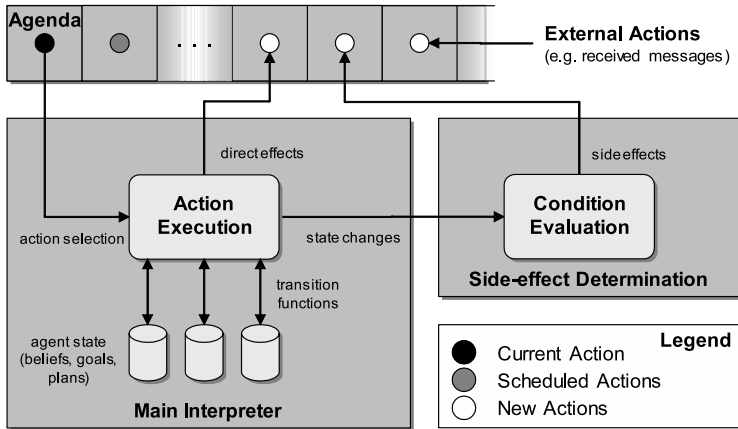 Agenda
. . .
External Actions
(e.g. received messages)
direct effects
side effects
Action
Execution
Condition
Evaluation
action selection
state changes
Side-effect Determination
transition
functions
agent state
(beliefs, goals,
plans)
Main Interpreter
Legend
Current Action
Scheduled Actions
New Actions